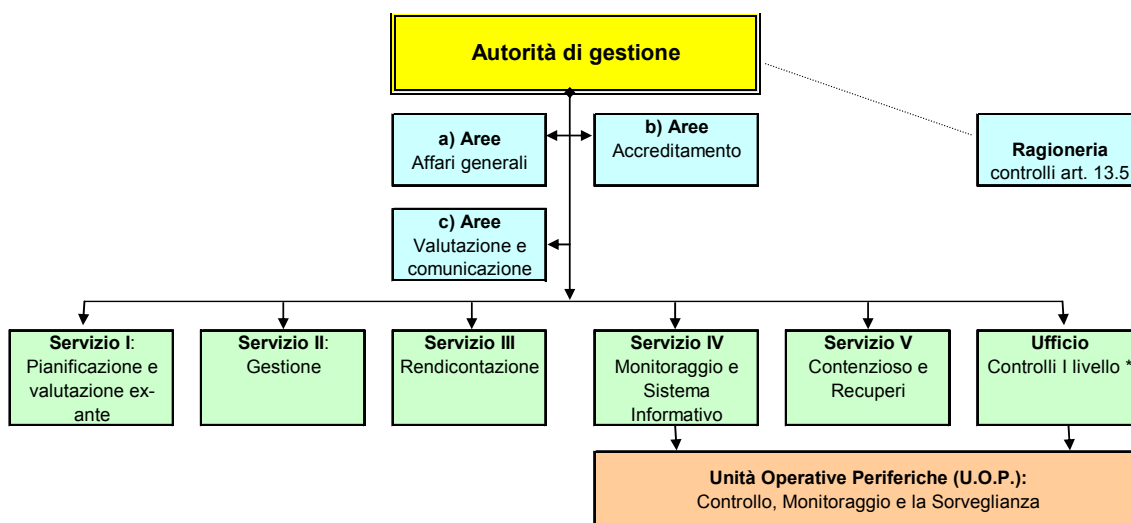 Autorità di gestione
a) Aree
Affari generali
b) Aree
Accreditamento
Ragioneria
controlli art. 13.5
c) Aree
Valutazione e
comunicazione
Servizio I:
Pianificazione e
valutazione ex-
ante
Servizio II:
Gestione
Servizio III
Rendicontazione
Servizio IV
Monitoraggio e
Sistema
Informativo
Servizio V
Contenzioso e
Recuperi
Ufficio
Controlli I livello *
Unità Operative Periferiche (U.O.P.):
Controllo, Monitoraggio e la Sorveglianza